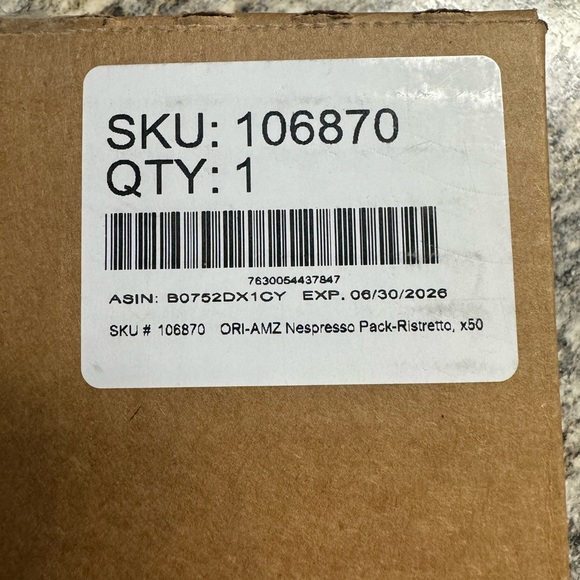 SKU: 106870
QTY: 1
7630054437847
ASIN: B0752DX1CY EXP. 06/30/2026
SKU # 106870 ORI-AMZ Nespresso Pack-Ristretto, x50